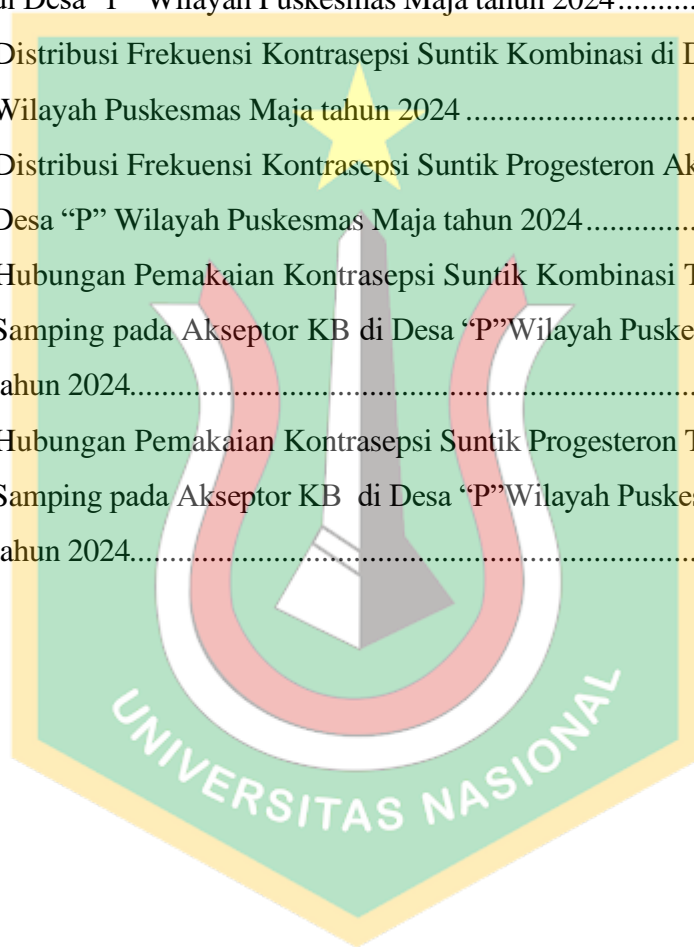 di Desa "P" Wilayah Puskesmas Maja tahun 2024..........
Distribusi Frekuensi Kontrasepsi Suntik Kombinasi di D
Wilayah Puskesmas Maja tahun 2024..............................
Distribusi Frekuensi Kontrasepsi Suntik Progesteron Ak
Desa “P” Wilayah Puskesmas Maja tahun 2024..............
Hubungan Pemakaian Kontrasepsi Suntik Kombinasi T
Samping pada Akseptor KB di Desa “P”Wilayah Puske
tahun 2024.........................................................................
Hubungan Pemakaian Kontrasepsi Suntik Progesteron T
Samping pada Akseptor KB di Desa “P”Wilayah Puskes
tahun 2024.........................................................................
UNIVERSITAS NASIONAL